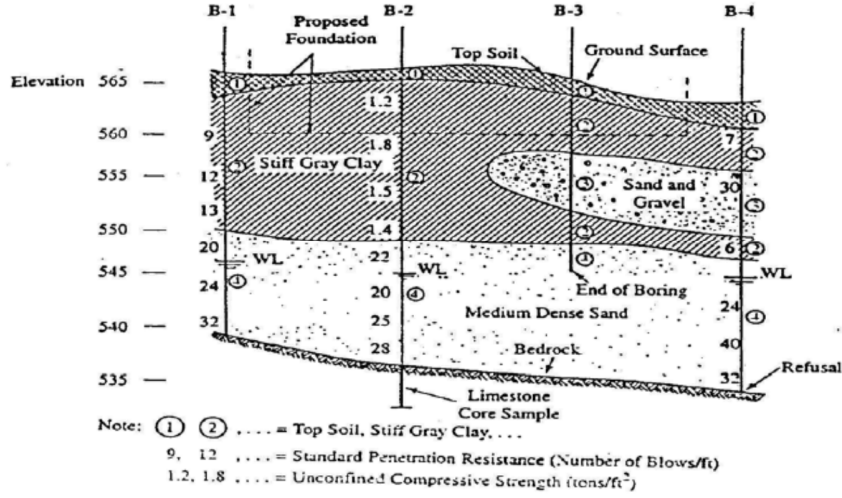 B-1 B-2 B-3 B-4
Proposed
Foundation
Top Soil
Ground Surface
Elevation 565
① ① ①
1.2
560 9 1.8 ② 7 ②
Stiff Gray Clay
555 12 ② 1.5 ② ③ Sand and
Gravel 30 ③
550 13 1.4 ② 6 ②
20 22 ④
WL WL WL
545 24 ④ 20 ④ End of Boring 24 ④
Medium Dense Sand
540 32 25 40
28 Bedrock 32 Refusal
535
Limestone
Core Sample
Note: ① ② , .... = Top Soil, Stiff Gray Clay, ...
9, 12 .... = Standard Penetration Resistance (Number of Blows/ft)
1.2, 1.8 .... = Unconfined Compressive Strength (tons/ft²)